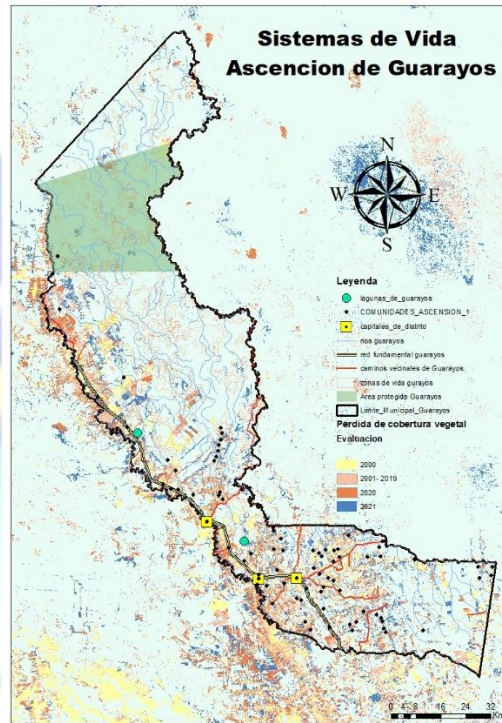 Sistemas de Vida
Ascencion de Guarayos
N
W
E
S
Leyenda
lagunas_de_guarayos
COMUNIDADES_ASCENSION_1
capitales_de_distrito
rios guarayos
red fundamental guarayos
caminos vecinales de Guarayos
zonas de vida gurayos
Area protegida Guarayos
Limite_Municipal_Guarayos
Perdida de cobertura vegetal
Evaluacion
2000
2001- 2019
2020
2021
0 4 8 16 24 32